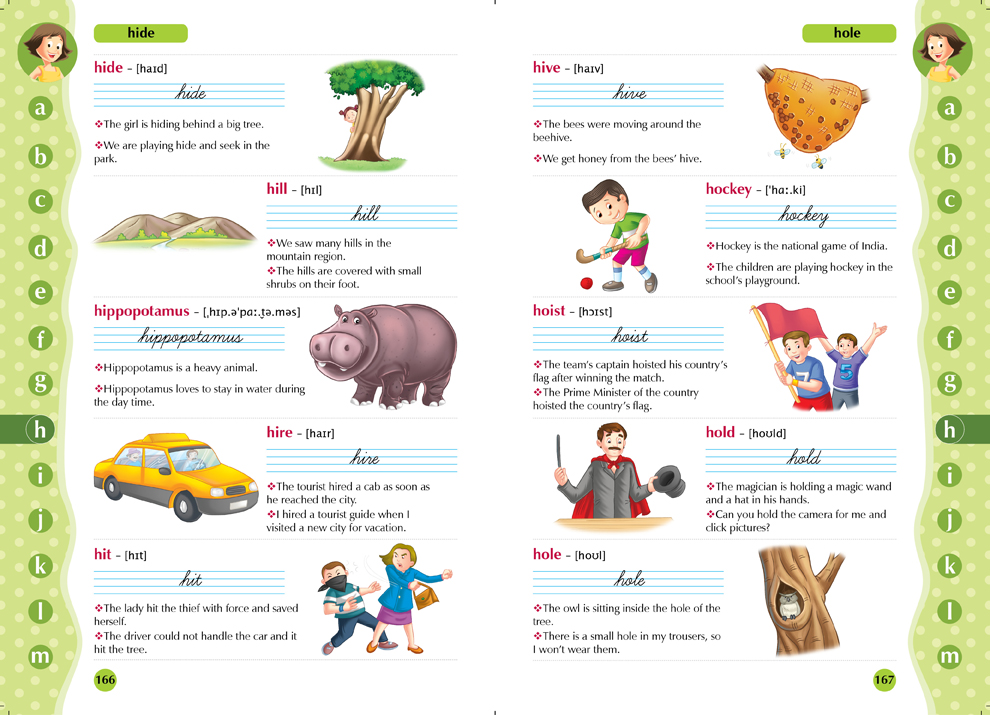 hide
hide – [haɪd]
hide
❖The girl is hiding behind a big tree.
❖We are playing hide and seek in the
park.
hill – [hɪl]
hill
❖We saw many hills in the
mountain region.
❖The hills are covered with small
shrubs on their foot.
hippopotamus – [ˌhɪp.əˈpɑː.t̬ə.məs]
hippopotamus
❖Hippopotamus is a heavy animal.
❖Hippopotamus loves to stay in water during
the day time.
hire – [haɪr]
hire
❖The tourist hired a cab as soon as
he reached the city.
❖I hired a tourist guide when I
visited a new city for vacation.
hit – [hɪt]
hit
❖The lady hit the thief with force and saved
herself.
❖The driver could not handle the car and it
hit the tree.
166
a
b
c
d
e
f
g
h
i
j
k
l
m
hole
hive – [haɪv]
hive
❖The bees were moving around the
beehive.
❖We get honey from the bees’ hive.
hockey – [ˈhɑː.ki]
hockey
❖Hockey is the national game of India.
❖The children are playing hockey in the
school’s playground.
hoist – [hɔɪst]
hoist
❖The team’s captain hoisted his country’s
flag after winning the match.
❖The Prime Minister of the country
hoisted the country’s flag.
7
5
hold – [hoʊld]
hold
❖The magician is holding a magic wand
and a hat in his hands.
❖Can you hold the camera for me and
click pictures?
hole – [hoʊl]
hole
❖The owl is sitting inside the hole of the
tree.
❖There is a small hole in my trousers, so
I won’t wear them.
167
a
b
c
d
e
f
g
h
i
j
k
l
m